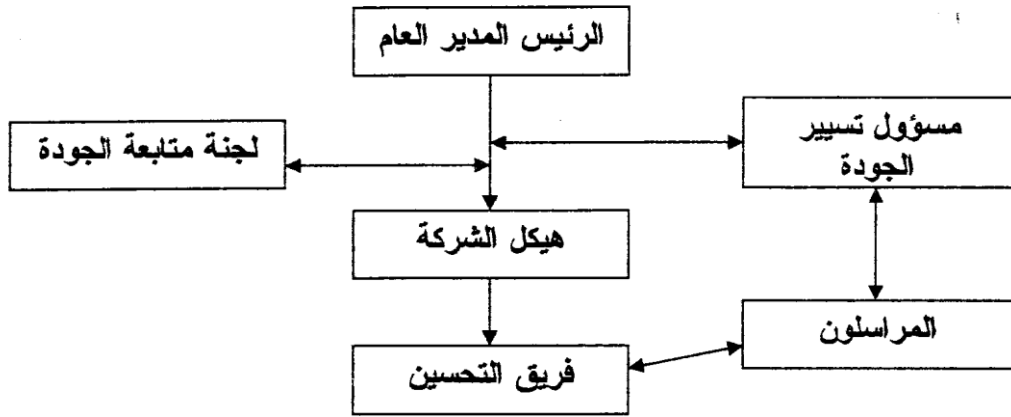 الرئيس المدير العام
مسؤول تسيير
الجودة
لجنة متابعة الجودة
هيكل الشركة
المراسلون
فريق التحسين